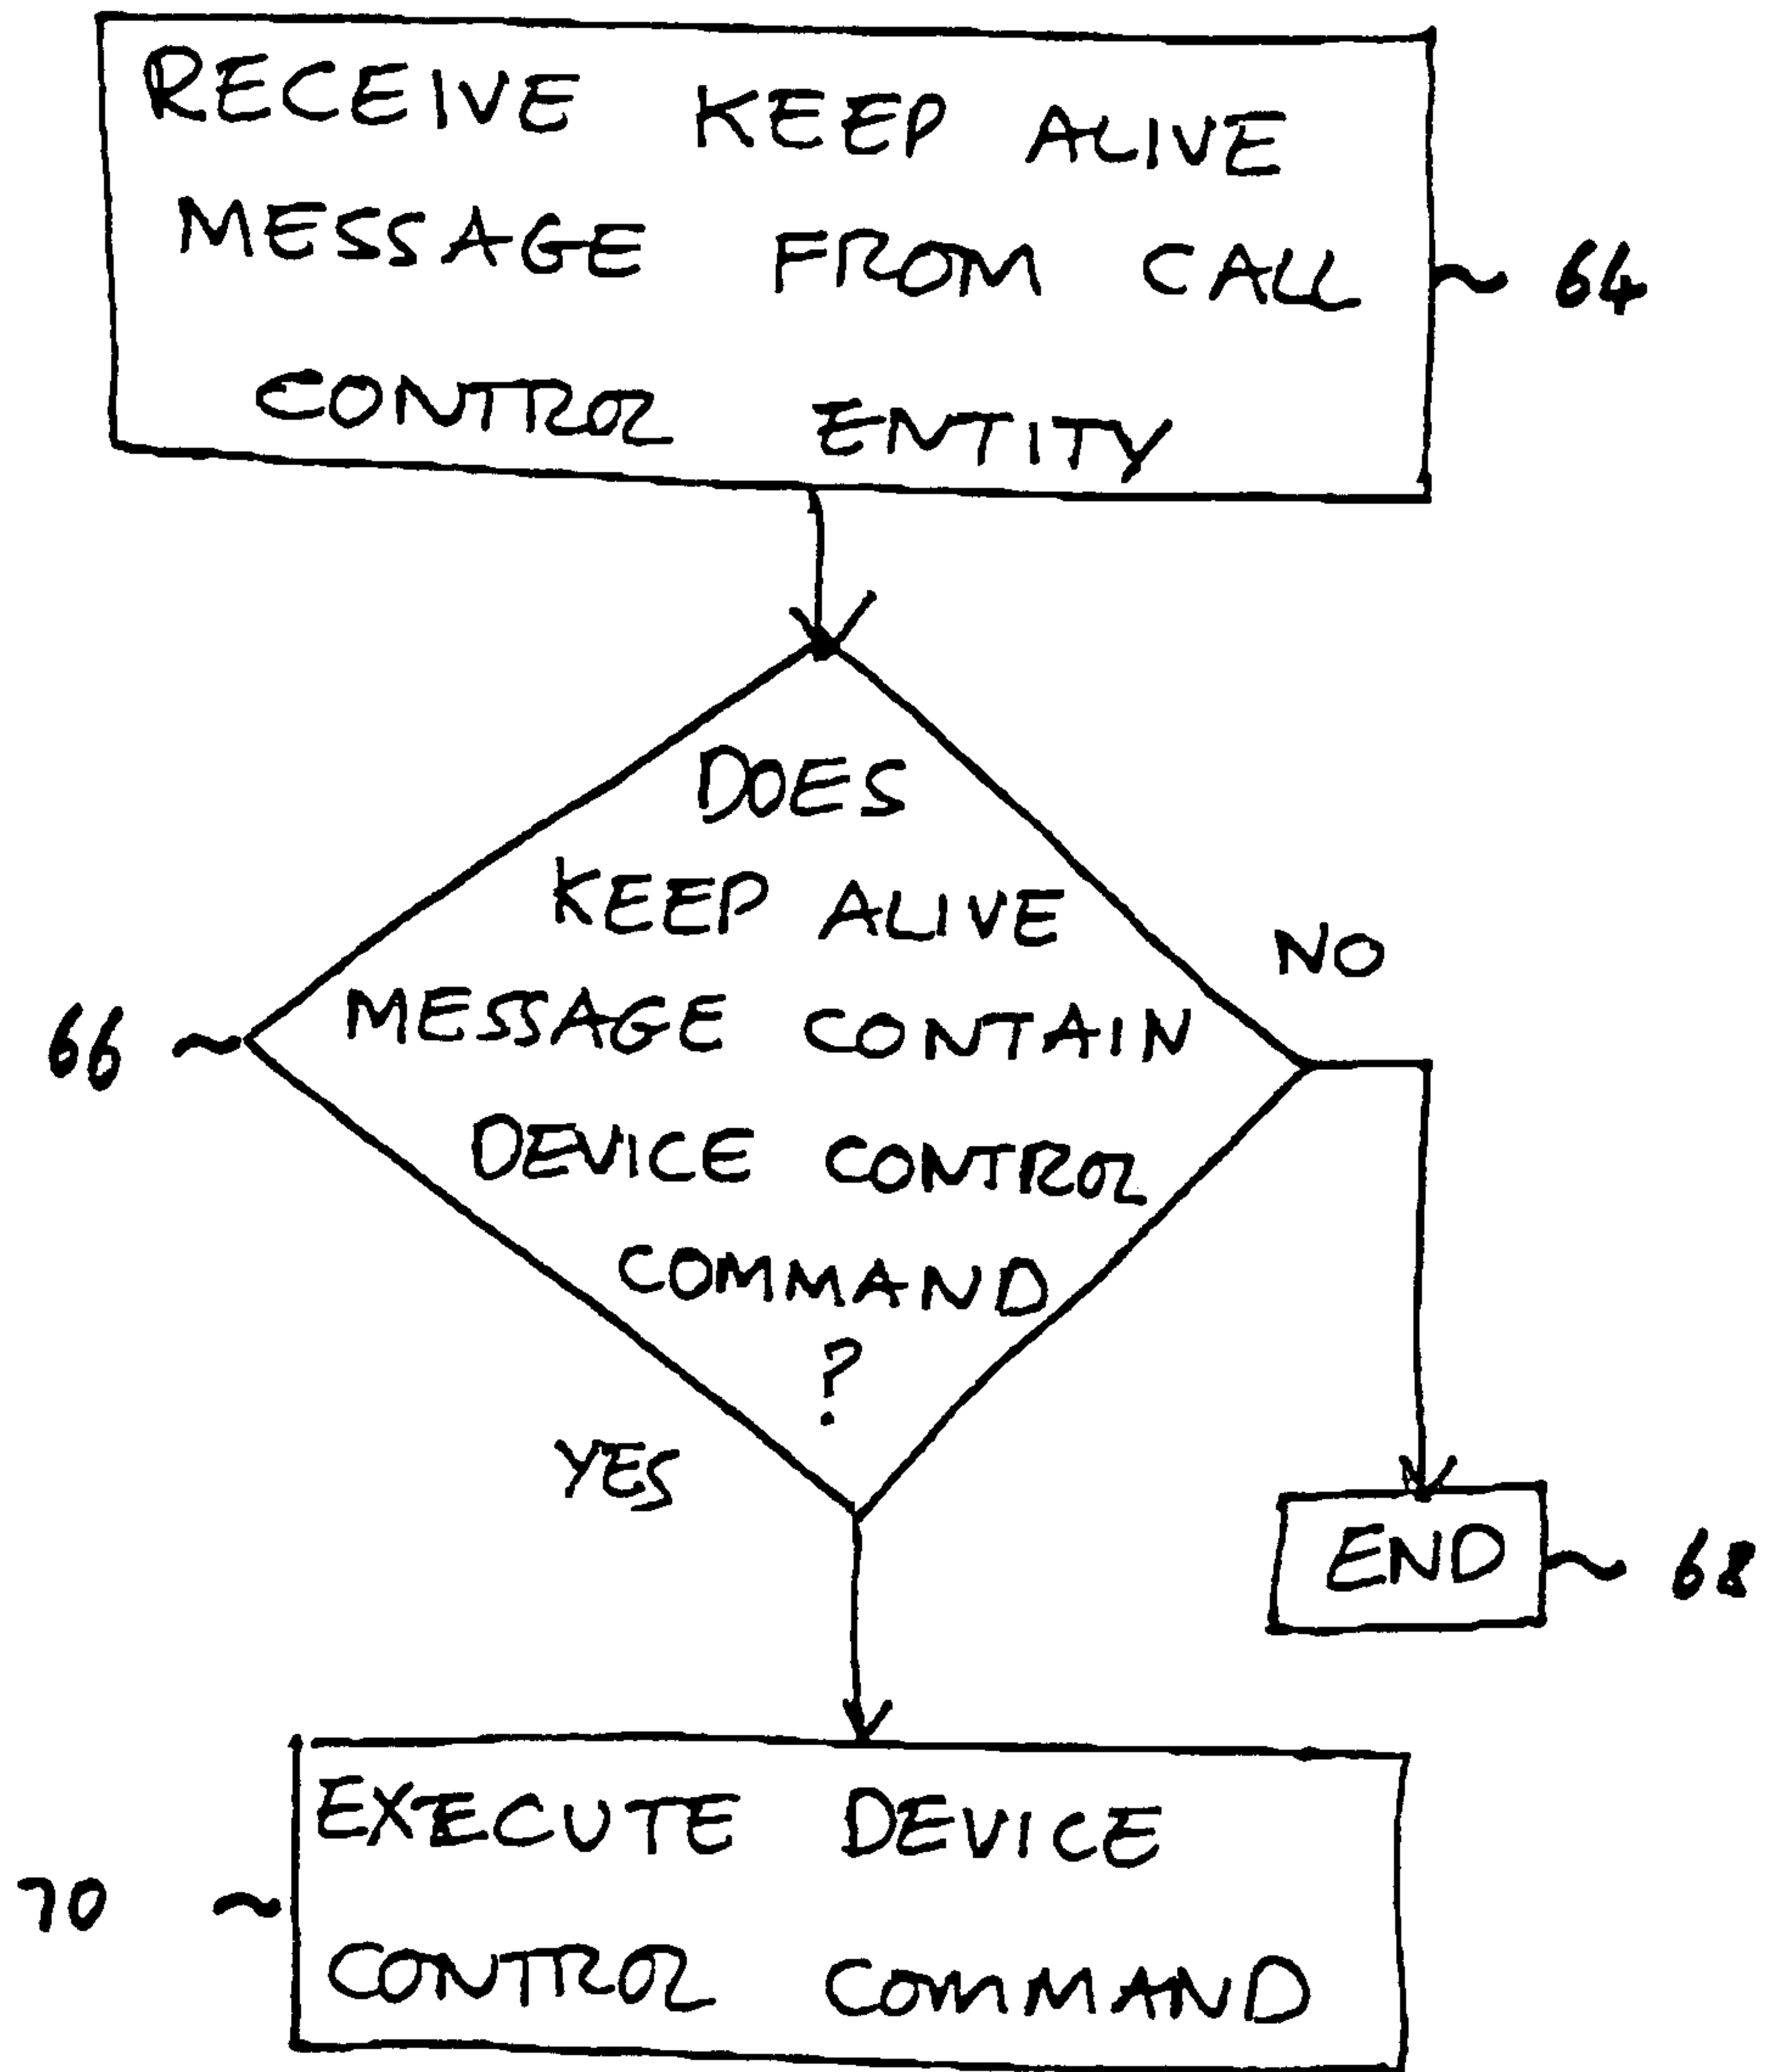 RECEIVE KEEP ALIVE
MESSAGE FROM CALL
CONTROL ENTITY
64
DOES
KEEP ALIVE
MESSAGE CONTAIN
DEVICE CONTROL
COMMAND
?
66
NO
YES
END
68
EXECUTE DEVICE
CONTROL COMMAND
70